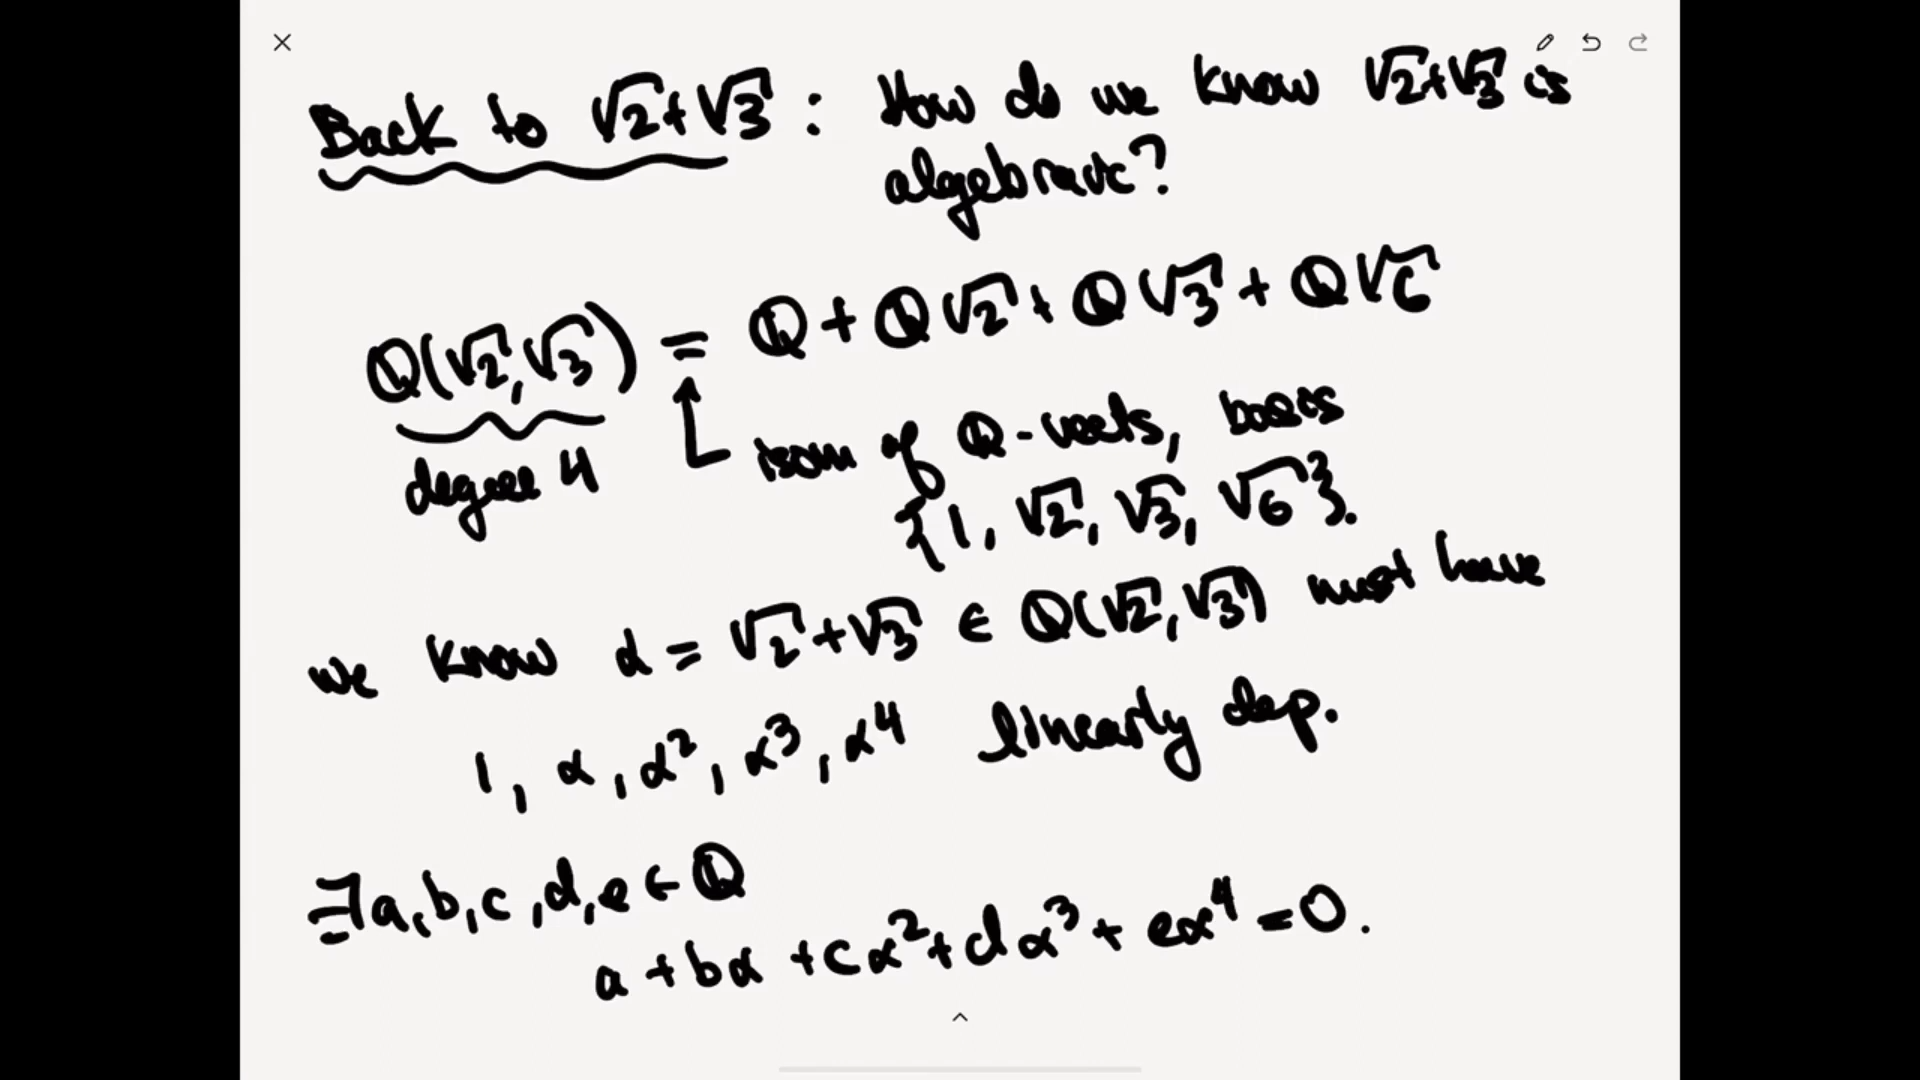 Back to √2+√3 : How do we know √2+√3 is
algebraic?
ℚ(√2,√3) = ℚ + ℚ√2 + ℚ√3 + ℚ√6
degree 4
isom of ℚ-vects, basis
{1, √2, √3, √6}.
we know α = √2+√3 ∈ ℚ(√2,√3) must have
1, α, α², α³, α⁴ linearly dep.
∃ a,b,c,d,e ∈ ℚ
a + bα + cα² + dα³ + eα⁴ = 0.